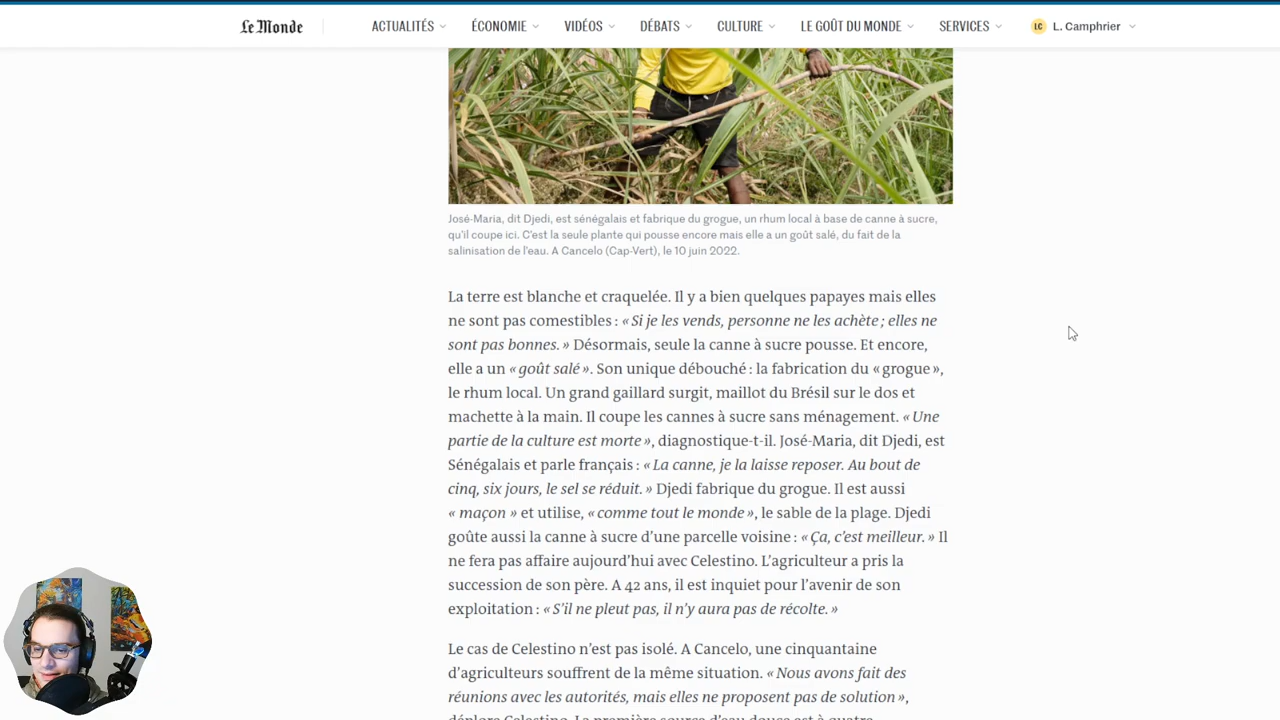 Le Monde
ACTUALITÉS
ÉCONOMIE
VIDÉOS
DÉBATS
CULTURE
LE GOÛT DU MONDE
SERVICES
LC
L. Camphrier
José-Maria, dit Djedi, est sénégalais et fabrique du grogue, un rhum local à base de canne à sucre,
qu'il coupe ici. C'est la seule plante qui pousse encore mais elle a un goût salé, du fait de la
salinisation de l'eau. A Cancelo (Cap-Vert), le 10 juin 2022.
La terre est blanche et craquelée. Il y a bien quelques papayes mais elles
ne sont pas comestibles : « Si je les vends, personne ne les achète ; elles ne
sont pas bonnes. » Désormais, seule la canne à sucre pousse. Et encore,
elle a un « goût salé ». Son unique débouché : la fabrication du « grogue »,
le rhum local. Un grand gaillard surgit, maillot du Brésil sur le dos et
machette à la main. Il coupe les cannes à sucre sans ménagement. « Une
partie de la culture est morte », diagnostique-t-il. José-Maria, dit Djedi, est
Sénégalais et parle français : « La canne, je la laisse reposer. Au bout de
cinq, six jours, le sel se réduit. » Djedi fabrique du grogue. Il est aussi
« maçon » et utilise, « comme tout le monde », le sable de la plage. Djedi
goûte aussi la canne à sucre d'une parcelle voisine : « Ça, c'est meilleur. » Il
ne fera pas affaire aujourd'hui avec Celestino. L'agriculteur a pris la
succession de son père. A 42 ans, il est inquiet pour l'avenir de son
exploitation : « S'il ne pleut pas, il n'y aura pas de récolte. »
Le cas de Celestino n'est pas isolé. A Cancelo, une cinquantaine
d'agriculteurs souffrent de la même situation. « Nous avons fait des
réunions avec les autorités, mais elles ne proposent pas de solution »,
déplore Celestino. La première source d'eau douce est à quatre